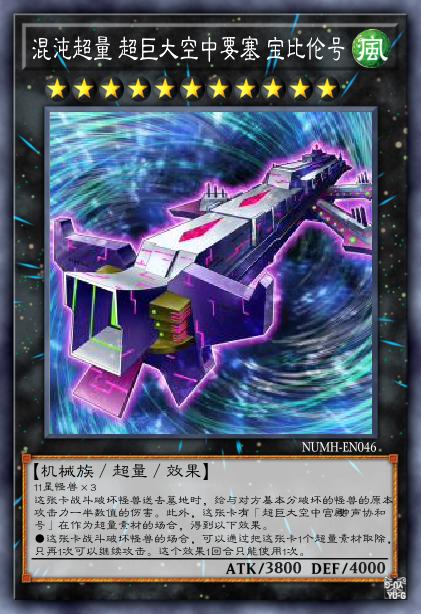 混沌超量 超巨大空中要塞 宝比伦号 風
NUMH-EN046
【机械族/超量/效果】
11星怪兽×3
这张卡战斗破坏怪兽送去墓地时,给与对方基本分破坏的怪兽的原本
攻击力一半数值的伤害。此外,这张卡有「超巨大空中宫殿 声协和
号」在作为超量素材的场合,得到以下效果。
●这张卡战斗破坏怪兽的场合,可以通过把这张卡1个超量素材取除,
只再1次可以继续攻击。这个效果1回合只能使用1次。
ATK/3800 DEF/4000